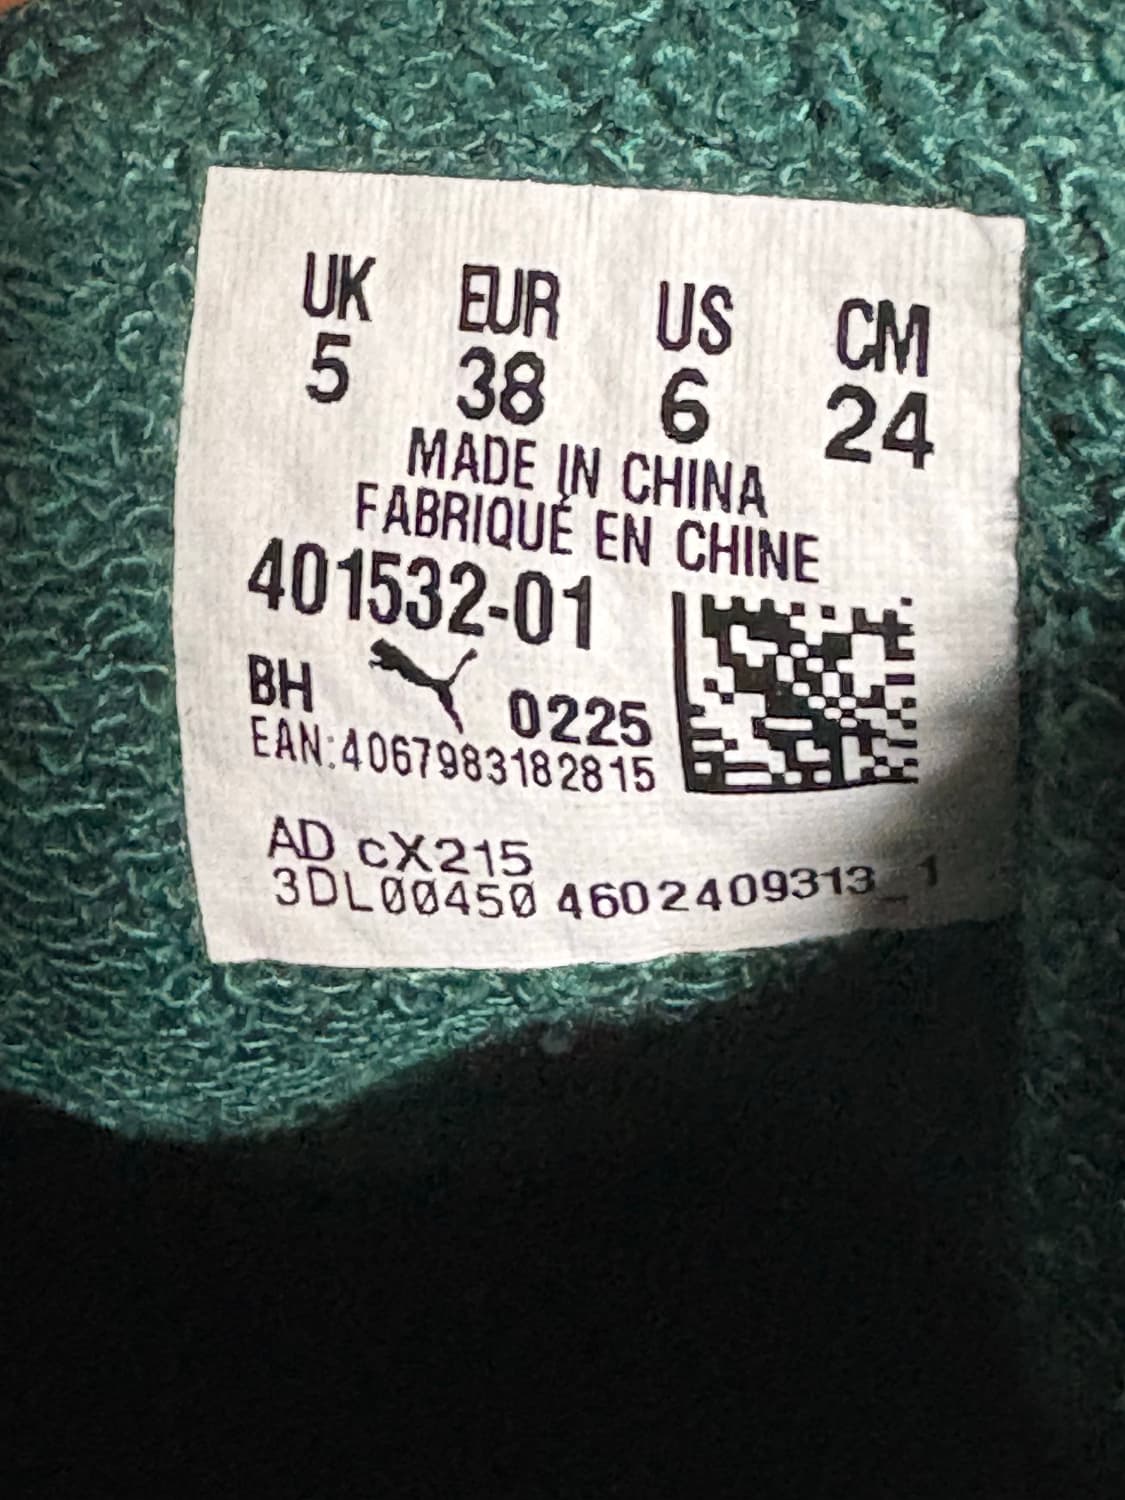 UK EUR US CM
5 38 6 24
MADE IN CHINA
FABRIQUÉ EN CHINE
401532-01
BH 0225
EAN:4067983182815
AD cX215
3DL00450 4602409313_1